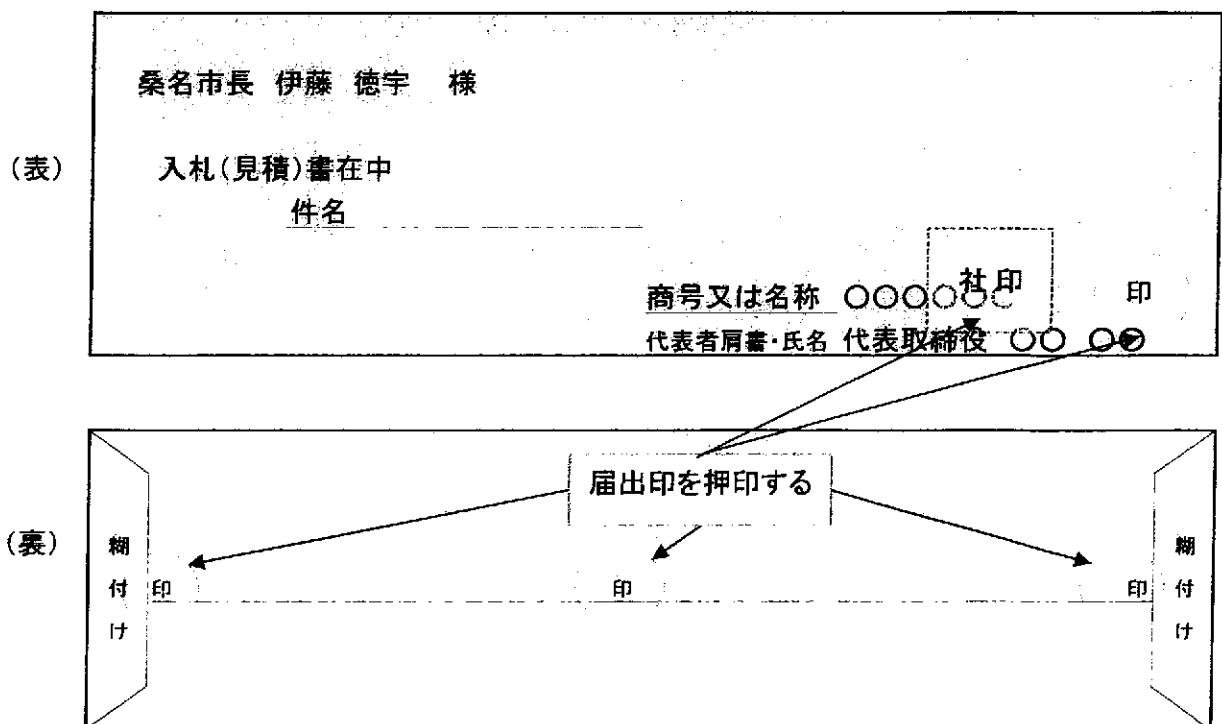 (表)
桑名市長 伊藤 徳宇 様
入札(見積)書在中
件名
社印
商号又は名称 ○○○○○○ 印
代表者肩書・氏名 代表取締役 ○○ ○○
(裏)
届出印を押印する
糊付け
印
印
印
糊付け